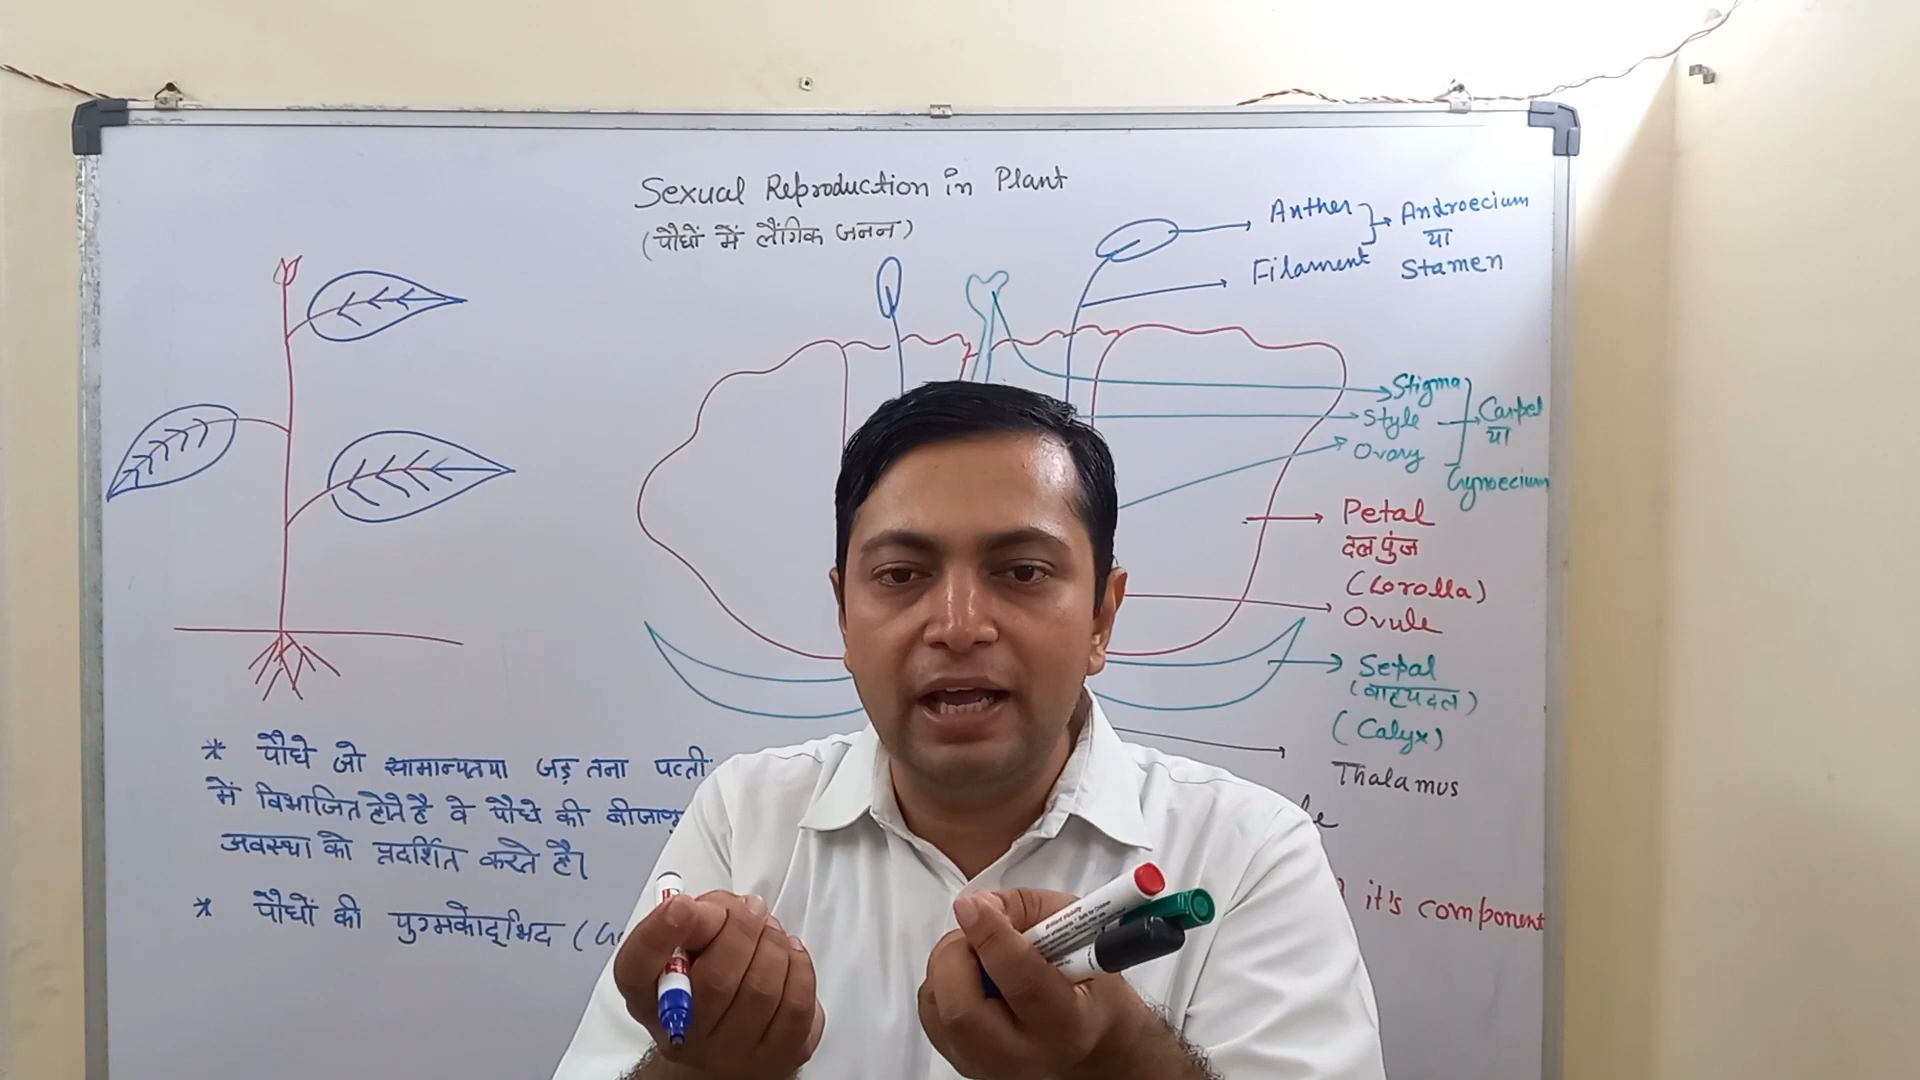 Sexual Reproduction in Plant
(पौधों में लैंगिक जनन)
Anther
Filament
Androecium
या
Stamen
Stigma
Style
Ovary
Carpel
या
Gynoecium
Petal
दलपुंज
(Corolla)
Ovule
Sepal
(बाह्यदल)
(Calyx)
Thalamus
it's component
* पौधे जो सामान्यतया जड़ तना पत्ती
में विभाजित होते है वे पौधे की
अवस्था को प्रदर्शित करते है।
* पौधों की युग्मकोद्भिद